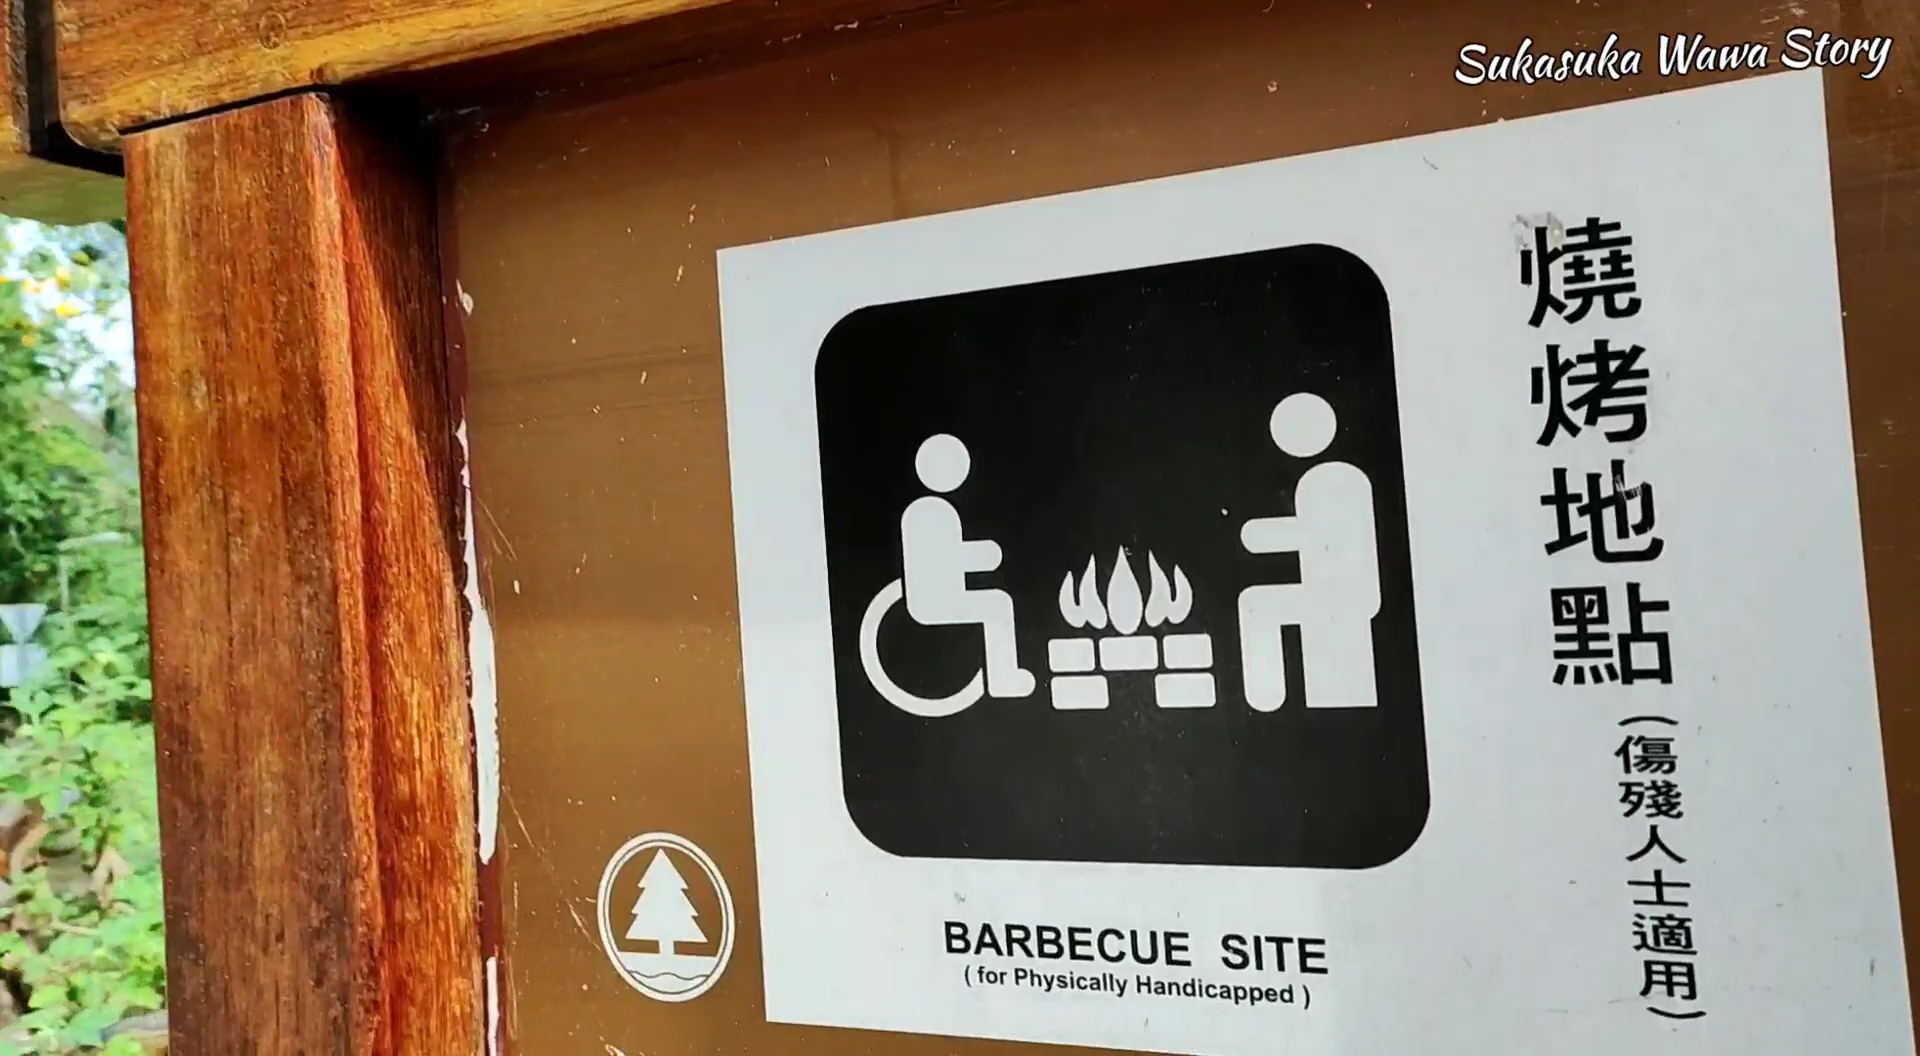 Sukasuka Wawa Story
燒烤地點
(傷殘人士適用)
BARBECUE SITE
( for Physically Handicapped )